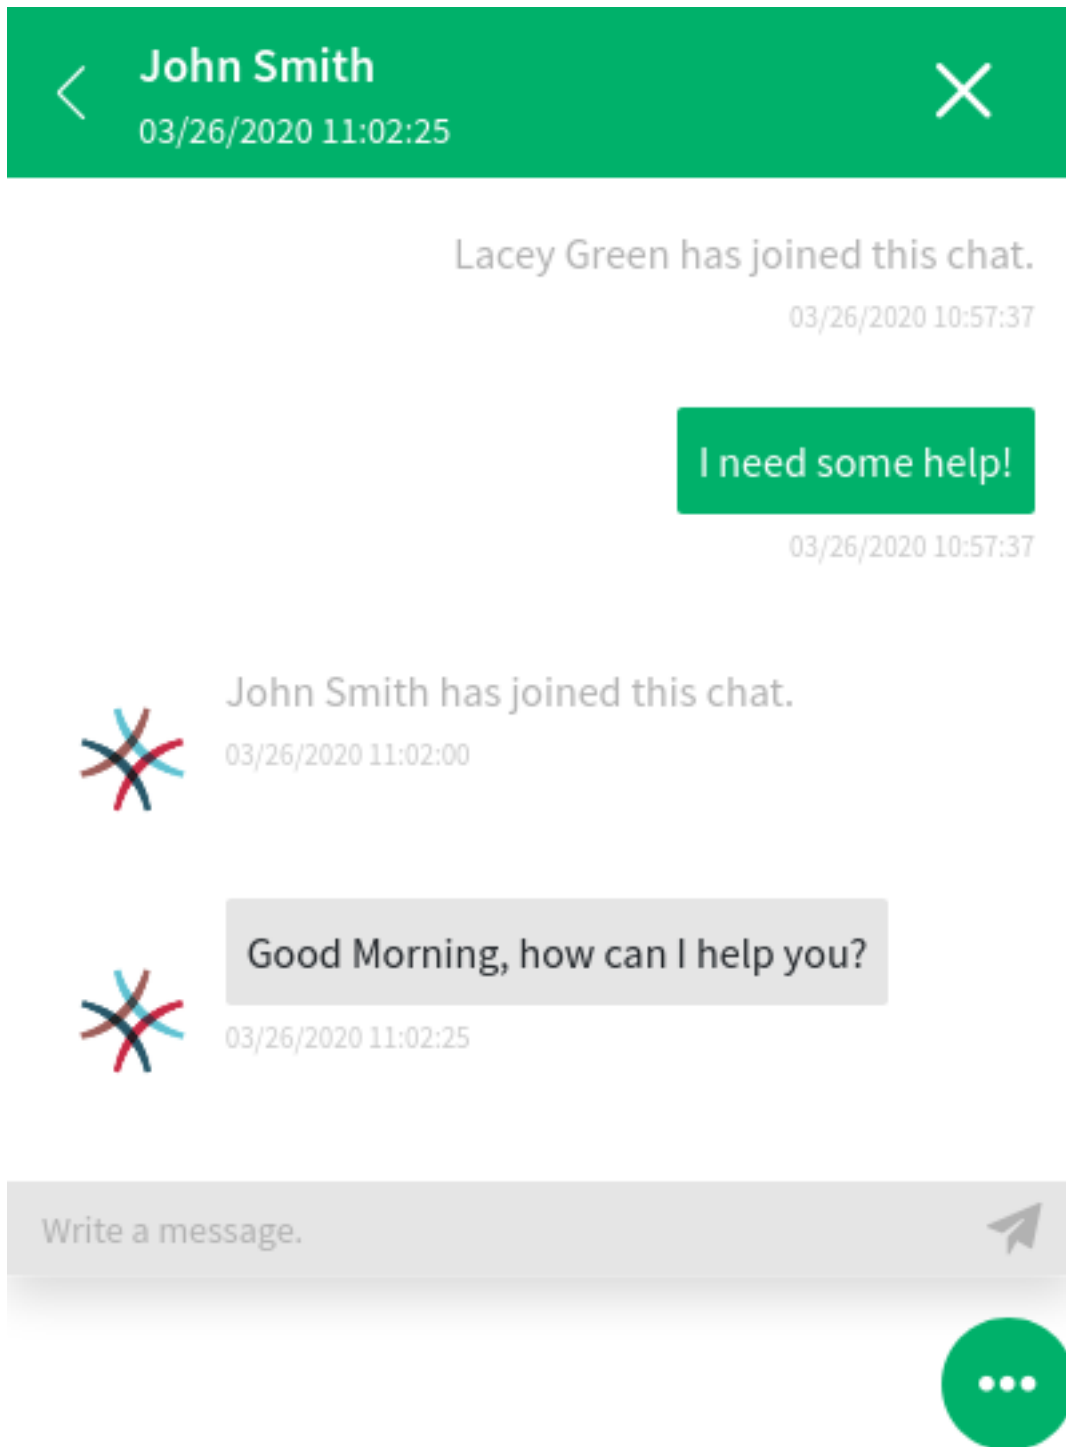 John Smith
03/26/2020 11:02:25
Lacey Green has joined this chat.
03/26/2020 10:57:37
I need some help!
03/26/2020 10:57:37
John Smith has joined this chat.
03/26/2020 11:02:00
Good Morning, how can I help you?
03/26/2020 11:02:25
Write a message.